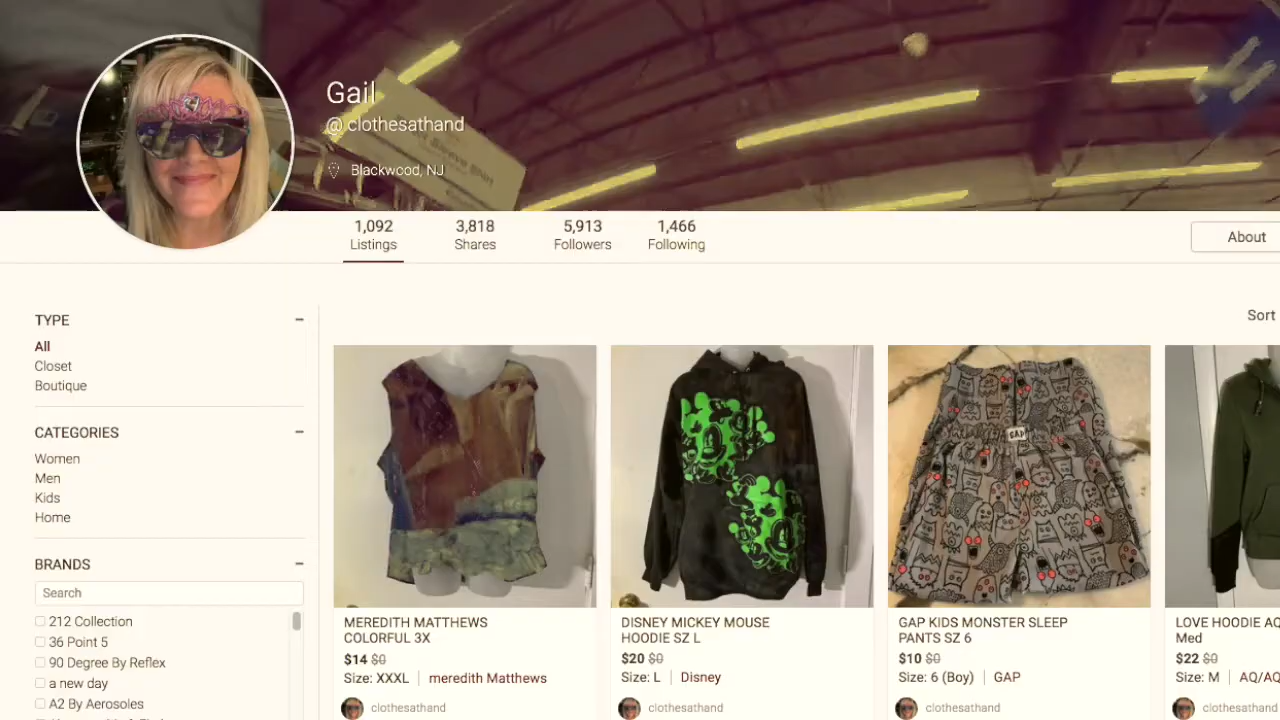 Gail
@ clothesathand
Blackwood, NJ
1,092
Listings
3,818
Shares
5,913
Followers
1,466
Following
About
TYPE
All
Closet
Boutique
CATEGORIES
Women
Men
Kids
Home
BRANDS
Search
212 Collection
36 Point 5
90 Degree By Reflex
a new day
A2 By Aerosoles
Sort
MEREDITH MATTHEWS
COLORFUL 3X
$14 $0
Size: XXXL
meredith Matthews
clothesathand
DISNEY MICKEY MOUSE
HOODIE SZ L
$20 $0
Size: L
Disney
clothesathand
GAP
GAP KIDS MONSTER SLEEP
PANTS SZ 6
$10 $0
Size: 6 (Boy)
GAP
clothesathand
LOVE HOODIE AQ
Med
$22 $0
Size: M
AQ/AQ
clothesathand